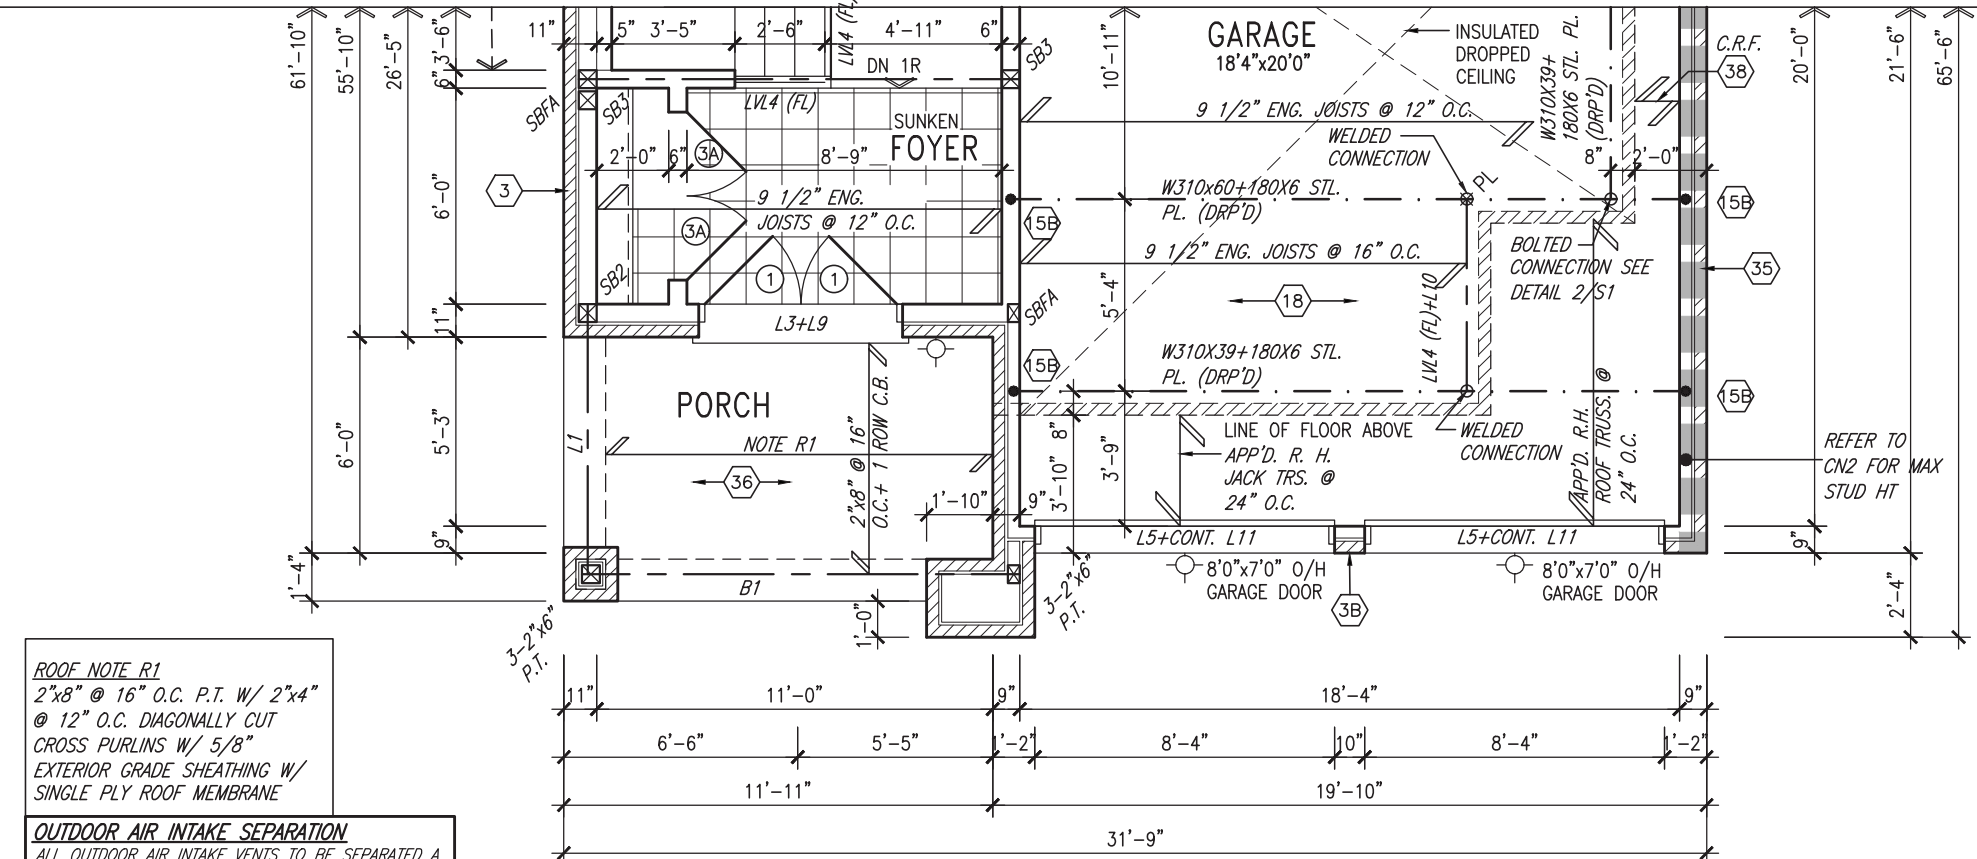 61'-10"
55'-10"
26'-5"
3'-6"
6"
6'-0"
11"
6'-0"
5'-3"
9"
1'-4"
11"
5"
3'-5"
2'-6"
LVL4 (FL)
4'-11"
6"
SB3
DN 1R
LVL4 (FL)
SBFA
SB3
SUNKEN
FOYER
2'-0"
6"
3A
8'-9"
3
9 1/2" ENG.
JOISTS @ 12" O.C.
3A
SB2
1
1
L3+L9
SBFA
GARAGE
18'4"x20'0"
INSULATED
DROPPED
CEILING
10'-11"
9 1/2" ENG. JOISTS @ 12" O.C.
WELDED
CONNECTION
W310X39+
180X6 STL. PL.
(DRP'D)
C.R.F.
38
8"
2'-0"
W310x60+180X6 STL.
PL. (DRP'D)
PL
15B
15B
9 1/2" ENG. JOISTS @ 16" O.C.
BOLTED
CONNECTION SEE
DETAIL 2/S1
35
5'-4"
18
LVL4 (FL)+L10
W310X39+180X6 STL.
PL. (DRP'D)
15B
15B
LINE OF FLOOR ABOVE
APP'D. R. H.
JACK TRS. @
24" O.C.
WELDED
CONNECTION
APP'D. R.H.
ROOF TRUSS. @
24" O.C.
REFER TO
CN2 FOR MAX
STUD HT
20'-0"
21'-6"
65'-6"
9"
2'-4"
PORCH
L1
NOTE R1
36
2"x8" @ 16"
O.C.+ 1 ROW C.B.
1'-10"
9"
8"
3'-10"
3'-9"
B1
1'-0"
3-2"x6"
P.T.
3-2"x6"
P.T.
L5+CONT. L11
L5+CONT. L11
8'0"x7'0" O/H
GARAGE DOOR
3B
8'0"x7'0" O/H
GARAGE DOOR
11"
11'-0"
9"
18'-4"
9"
6'-6"
5'-5"
1'-2"
8'-4"
10"
8'-4"
1'-2"
11'-11"
19'-10"
31'-9"
ROOF NOTE R1
2"x8" @ 16" O.C. P.T. W/ 2"x4"
@ 12" O.C. DIAGONALLY CUT
CROSS PURLINS W/ 5/8"
EXTERIOR GRADE SHEATHING W/
SINGLE PLY ROOF MEMBRANE
OUTDOOR AIR INTAKE SEPARATION
ALL OUTDOOR AIR INTAKE VENTS TO BE SEPARATED A